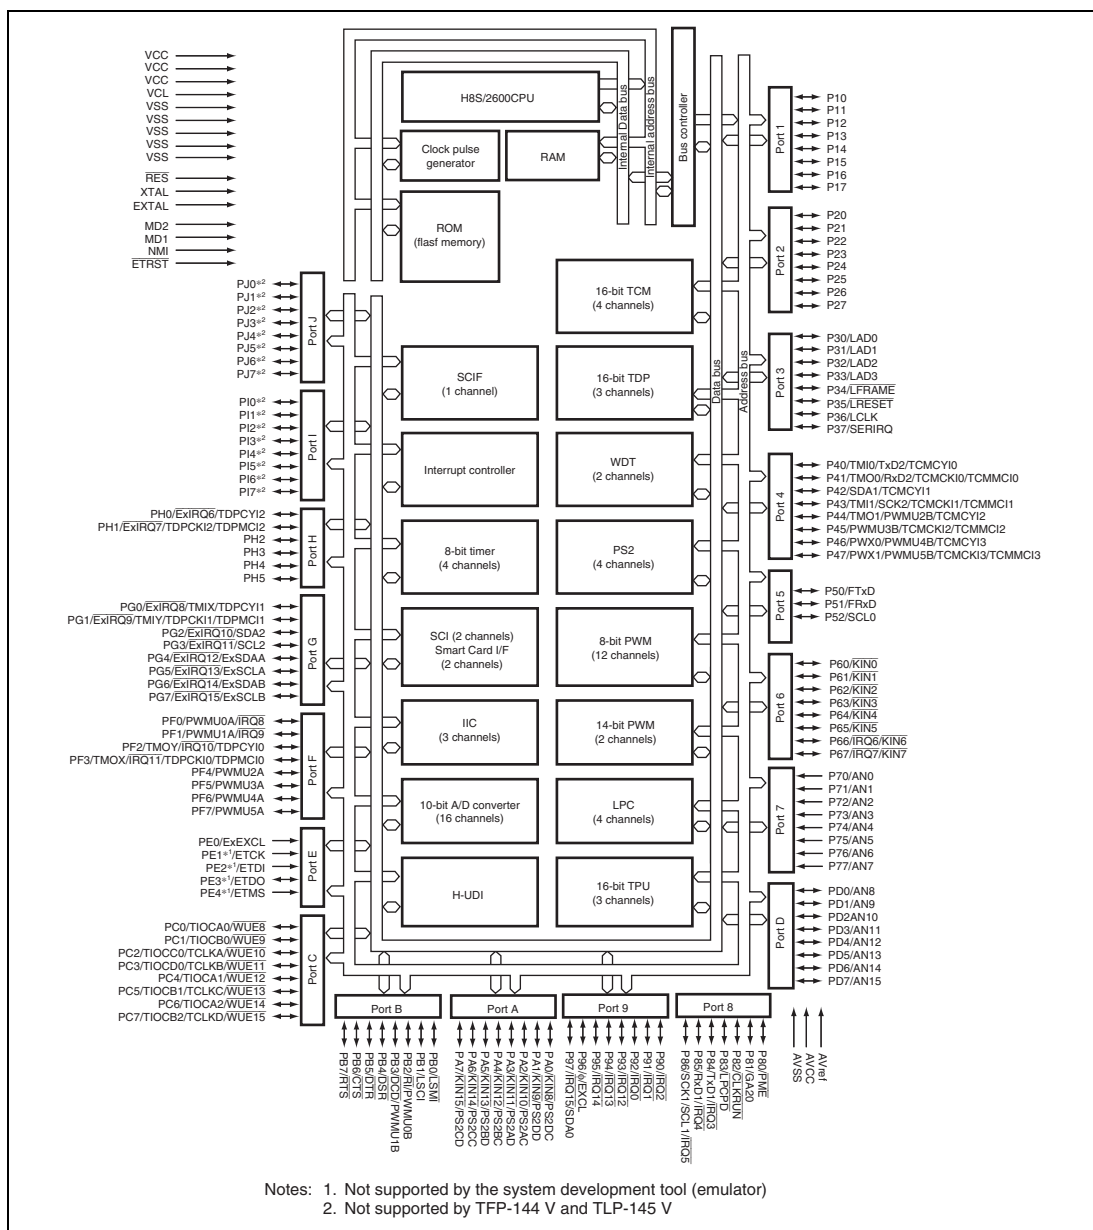 VCC
VCC
VCC
VCL
VSS
VSS
VSS
VSS
VSS
RES
XTAL
EXTAL
MD2
MD1
NMI
ETRST
H8S/2600CPU
Clock pulse
generator
RAM
ROM
(flasf memory)
Internal Data bus
Internal address bus
Bus controller
Port 1
P10
P11
P12
P13
P14
P15
P16
P17
Port 2
P20
P21
P22
P23
P24
P25
P26
P27
Port 3
P30/LAD0
P31/LAD1
P32/LAD2
P33/LAD3
P34/LFRAME
P35/LRESET
P36/LCLK
P37/SERIRQ
Port 4
P40/TMI0/TxD2/TCMCYI0
P41/TMO0/RxD2/TCMCKI0/TCMMCI0
P42/SDA1/TCMCYI1
P43/TMI1/SCK2/TCMCKI1/TCMMCI1
P44/TMO1/PWMU2B/TCMCYI2
P45/PWMU3B/TCMCKI2/TCMMCI2
P46/PWX0/PWMU4B/TCMCYI3
P47/PWX1/PWMU5B/TCMCKI3/TCMMCI3
Port 5
P50/FTxD
P51/FRxD
P52/SCL0
Port 6
P60/KIN0
P61/KIN1
P62/KIN2
P63/KIN3
P64/KIN4
P65/KIN5
P66/IRQ6/KIN6
P67/IRQ7/KIN7
Port 7
P70/AN0
P71/AN1
P72/AN2
P73/AN3
P74/AN4
P75/AN5
P76/AN6
P77/AN7
Port D
PD0/AN8
PD1/AN9
PD2AN10
PD3/AN11
PD4/AN12
PD5/AN13
PD6/AN14
PD7/AN15
16-bit TCM
(4 channels)
16-bit TDP
(3 channels)
WDT
(2 channels)
PS2
(4 channels)
8-bit PWM
(12 channels)
14-bit PWM
(2 channels)
LPC
(4 channels)
16-bit TPU
(3 channels)
Data bus
Address bus
SCIF
(1 channel)
Interrupt controller
8-bit timer
(4 channels)
SCI (2 channels)
Smart Card I/F
(2 channels)
IIC
(3 channels)
10-bit A/D converter
(16 channels)
H-UDI
Port J
PJ0*2
PJ1*2
PJ2*2
PJ3*2
PJ4*2
PJ5*2
PJ6*2
PJ7*2
Port I
PI0*2
PI1*2
PI2*2
PI3*2
PI4*2
PI5*2
PI6*2
PI7*2
Port H
PH0/ExIRQ6/TDPCYI2
PH1/ExIRQ7/TDPCKI2/TDPMCI2
PH2
PH3
PH4
PH5
Port G
PG0/ExIRQ8/TMIX/TDPCYI1
PG1/ExIRQ9/TMIY/TDPCKI1/TDPMCI1
PG2/ExIRQ10/SDA2
PG3/ExIRQ11/SCL2
PG4/ExIRQ12/ExSDAA
PG5/ExIRQ13/ExSCLA
PG6/ExIRQ14/ExSDAB
PG7/ExIRQ15/ExSCLB
Port F
PF0/PWMU0A/IRQ8
PF1/PWMU1A/IRQ9
PF2/TMOY/IRQ10/TDPCYI0
PF3/TMOX/IRQ11/TDPCKI0/TDPMCI0
PF4/PWMU2A
PF5/PWMU3A
PF6/PWMU4A
PF7/PWMU5A
Port E
PE0/ExEXCL
PE1*1/ETCK
PE2*1/ETDI
PE3*1/ETDO
PE4*1/ETMS
Port C
PC0/TIOCA0/WUE8
PC1/TIOCB0/WUE9
PC2/TIOCC0/TCLKA/WUE10
PC3/TIOCD0/TCLKB/WUE11
PC4/TIOCA1/WUE12
PC5/TIOCB1/TCLKC/WUE13
PC6/TIOCA2/WUE14
PC7/TIOCB2/TCLKD/WUE15
Port B
PB7/RTS
PB6/CTS
PB5/DTR
PB4/DSR
PB3/DCD/PWMU1B
PB2/RI/PWMU0B
PB1/LSCI
PB0/LSMI
Port A
PA7/KIN15/PS2CD
PA6/KIN14/PS2CC
PA5/KIN13/PS2BD
PA4/KIN12/PS2BC
PA3/KIN11/PS2AD
PA2/KIN10/PS2AC
PA1/KIN9/PS2DD
PA0/KIN8/PS2DC
Port 9
P97/IRQ15/SDA0
P96/φ/EXCL
P95/IRQ14
P94/IRQ13
P93/IRQ12
P92/IRQ0
P91/IRQ1
P90/IRQ2
Port 8
P86/SCK1/SCL1/IRQ5
P85/RxD1/IRQ4
P84/TxD1/IRQ3
P83/LPCPD
P82/CLKRUN
P81/GA20
P80/PME
AVSS
AVCC
AVref
Notes: 1. Not supported by the system development tool (emulator)
2. Not supported by TFP-144 V and TLP-145 V